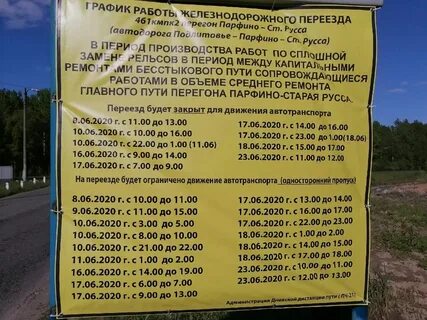 ГРАФИК РАБОТЫ ЖЕЛЕЗНОДОРОЖНОГО ПЕРЕЕЗДА
461кмпк2 перегон Парфино - Ст. Русса
(автодорога Подлитовье - Парфино - Ст. Русса)
В ПЕРИОД ПРОИЗВОДСТВА РАБОТ ПО СПЛОШНОЙ
ЗАМЕНЕ РЕЛЬСОВ В ПЕРИОД МЕЖДУ КАПИТАЛЬНЫМИ
РЕМОНТАМИ БЕССТЫКОВОГО ПУТИ СОПРОВОЖДАЮЩИЕСЯ
РАБОТАМИ В ОБЪЕМЕ СРЕДНЕГО РЕМОНТА
ГЛАВНОГО ПУТИ ПЕРЕГОНА ПАРФИНО-СТАРАЯ РУССА
Переезд будет закрыт для движения автотранспорта
8.06.2020 г с 11.00 до 13.00
10.06.2020 г с 10.00 до 16.00
10.06.2020 г с 22.00 до 1.00 (11.06)
16.06.2020 г с 9.00 до 14.00
17.06.2020 г с 7.00 до 9.00
17.06.2020 г с 14.00 до 16.00
17.06.2020 г с 23.00 до 1.00(18.06)
18.06.2020 г с 15.00 до 17.00
23.06.2020 г с 11.00 до 12.00
На переезде будет ограничено движение автотранспорта (односторонний пропуск)
8.06.2020 г с 10.00 до 11.00
9.06.2020 г с 11.00 до 15.00
10.06.2020 г с 3.00 до 5.00
10.06.2020 г с 8.00 до 10.00
10.06.2020 г с 21.00 до 22.00
11.06.2020 г с 1.00 до 2.00
16.06.2020 г с 14.00 до 19.00
17.06.2020 г с 6.00 до 7.00
17.06.2020 г с 9.00 до 13.00
17.06.2020 г с 13.00 до 14.00
17.06.2020 г с 16.00 до 17.00
17.06.2020 г с 22.00 до 23.00
18.06.2020 г с 1.00 до 2.00
18.06.2020 г с 14.00 до 15.00
18.06.2020 г с 17.00 до 18.00
23.06.2020 г с 10.00 до 11.00
23.06.2020 г с 12.00 до 13.00
Администрация Дновской дистанции пути